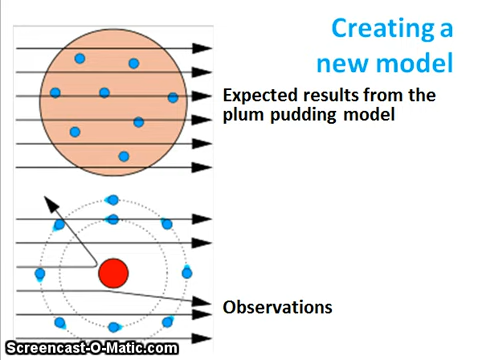 Creating a
new model
Expected results from the
plum pudding model
Observations
Screencast-O-Matic.com